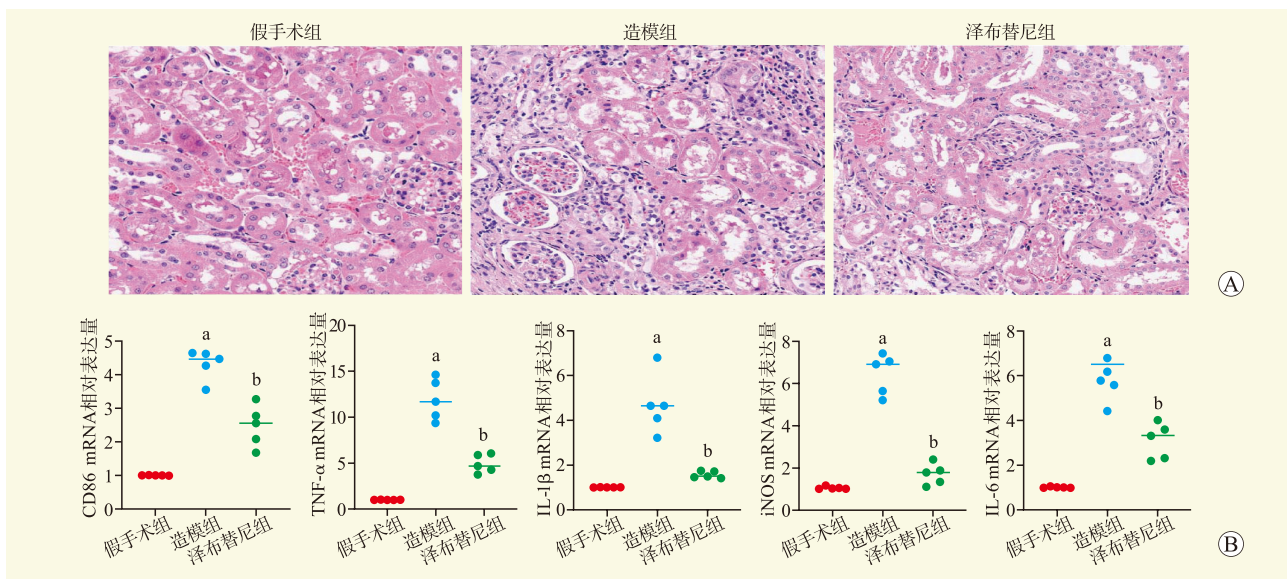 假手术组
造模组
泽布替尼组
A
CD86 mRNA相对表达量
5
4
3
2
1
0
a
b
假手术组
造模组
泽布替尼组
TNF-α mRNA相对表达量
20
15
10
5
0
a
b
假手术组
造模组
泽布替尼组
IL-1β mRNA相对表达量
8
6
4
2
0
a
b
假手术组
造模组
泽布替尼组
iNOS mRNA相对表达量
8
6
4
2
0
a
b
假手术组
造模组
泽布替尼组
IL-6 mRNA相对表达量
8
6
4
2
0
a
b
假手术组
造模组
泽布替尼组
B